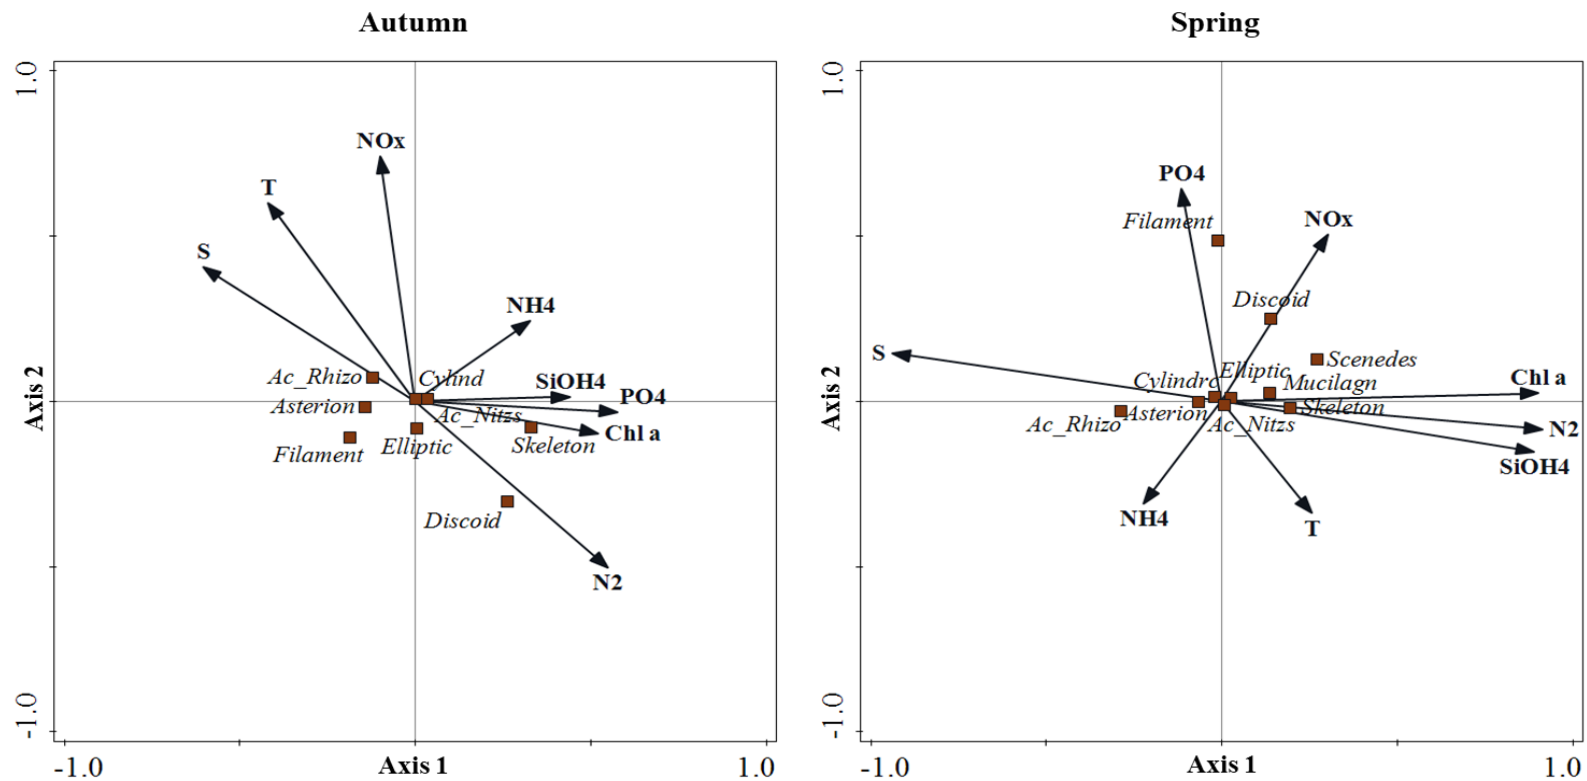 Autumn
1.0
NOx
T
S
NH4
Ac_Rhizo
Cylind
SiOH4
PO4
Asterion
Ac_Nitzs
Chl a
Filament
Elliptic
Skeleton
Discoid
N2
Axis 2
-1.0
-1.0
Axis 1
1.0
Spring
1.0
PO4
Filament
NOx
Discoid
S
Scenedes
Elliptic
Cylindrc
Mucilagn
Chl a
Skeleton
Ac_Rhizo
Asterion
Ac_Nitzs
N2
SiOH4
NH4
T
Axis 2
-1.0
-1.0
Axis 1
1.0